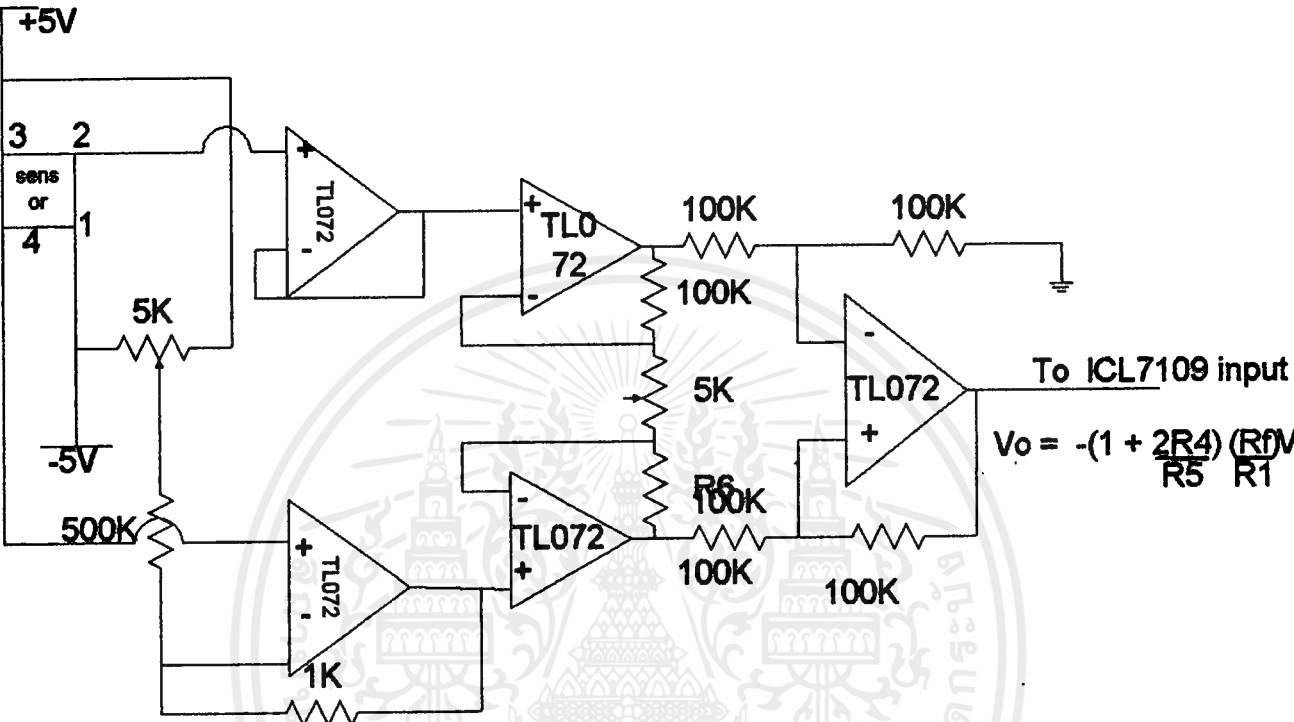 +5V
3 2
sens
or
4 1
TL072
TL0
72
100K 100K
100K
5K
5K
+
-
+
-
-
+
TL072
To ICL7109 input
Vo = -(1 + 2R4) (Rf)V
R5 R1
-5V
R6
100K
500K
+
-
TL072
-
+
TL072
100K
100K
1K